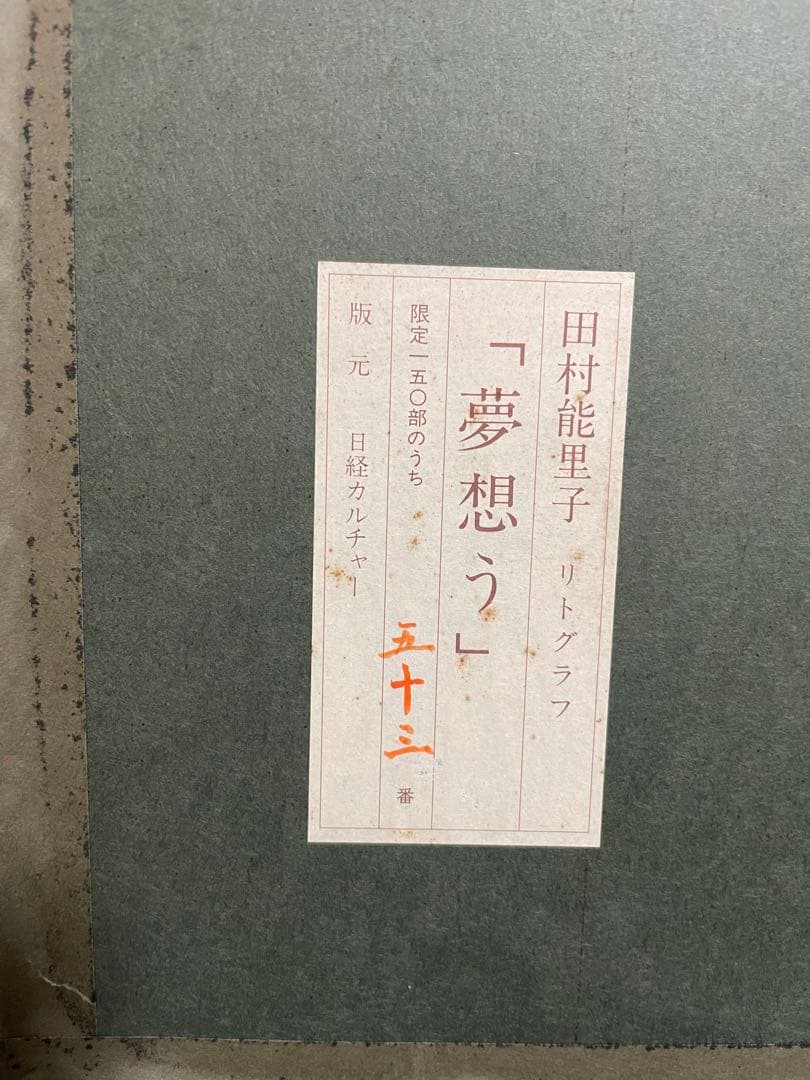 田村能里子 リトグラフ
「夢想う」
限定一五〇部のうち 五十三 番
版元 日経カルチャー